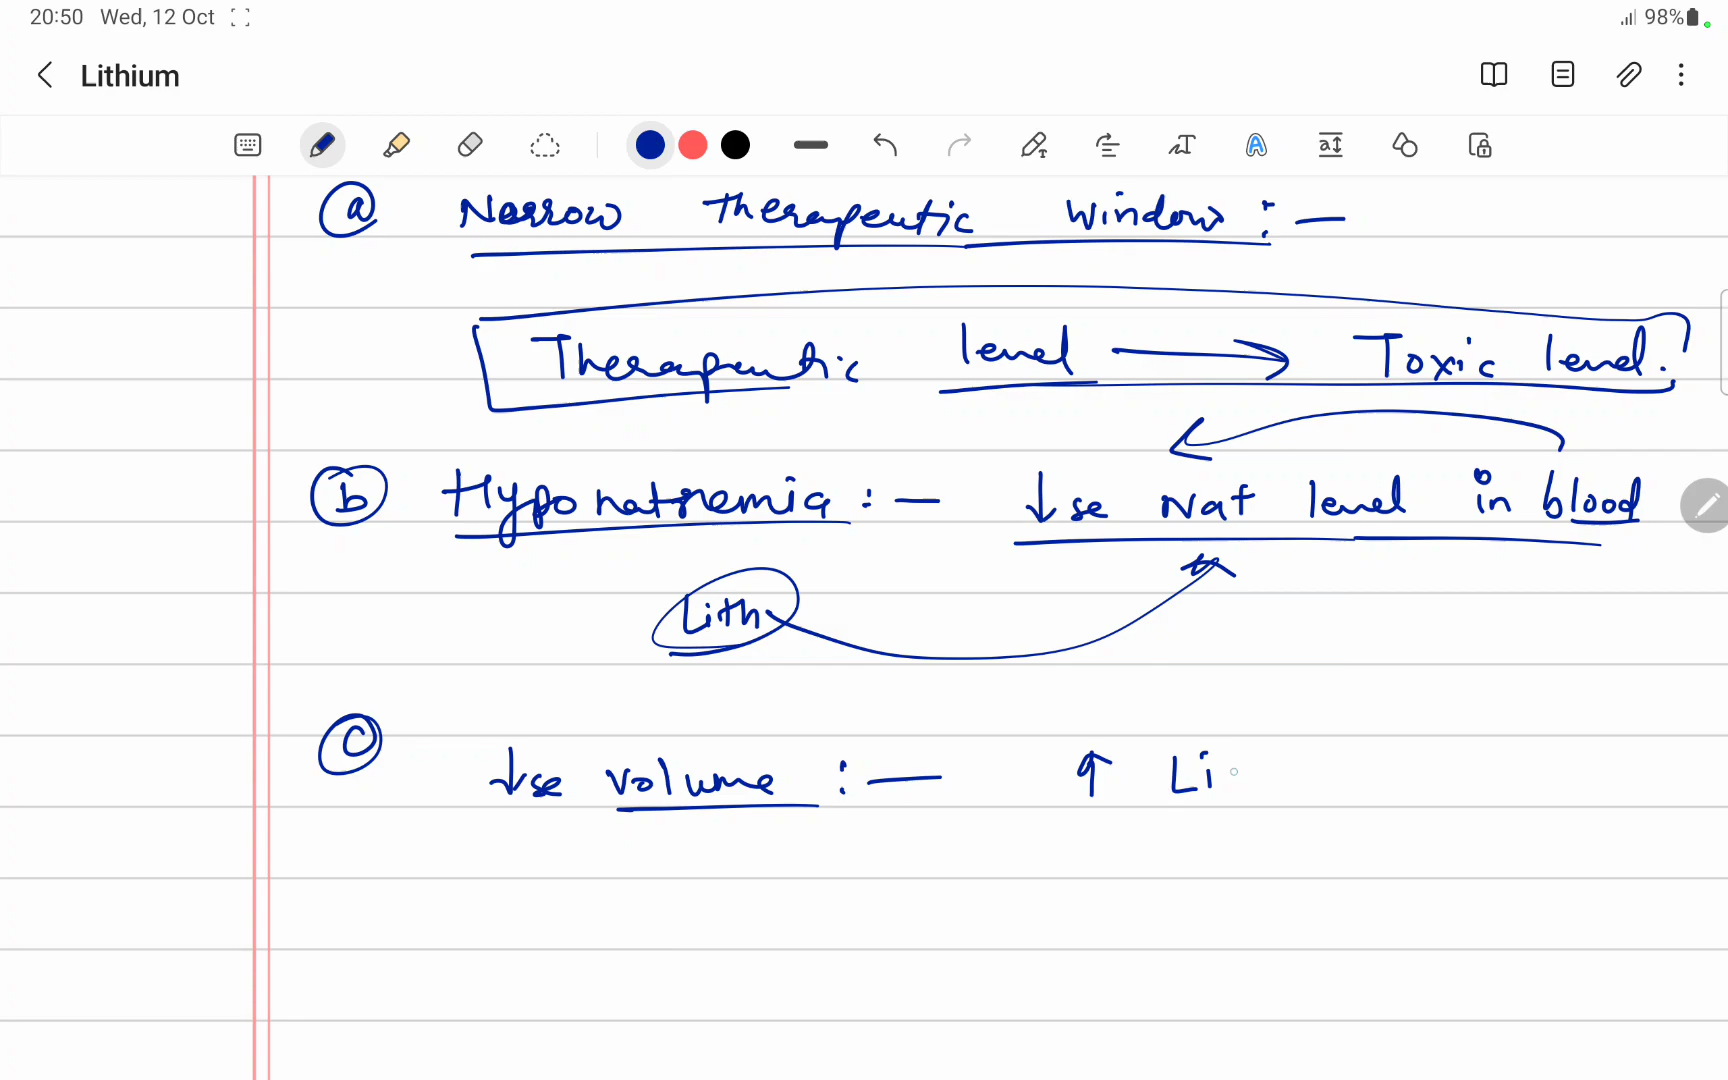 20:50 Wed, 12 Oct 98%
Lithium
ⓐ Narrow therapeutic window :—
Therapeutic level → Toxic level.
ⓑ Hyponatremia :— ↓se Na+ level in blood
Lith
ⓒ ↓se volume :— ↑ Li